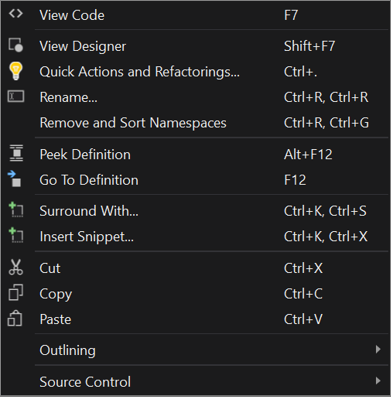 View Code F7
View Designer Shift+F7
Quick Actions and Refactorings... Ctrl+.
Rename... Ctrl+R, Ctrl+R
Remove and Sort Namespaces Ctrl+R, Ctrl+G
Peek Definition Alt+F12
Go To Definition F12
Surround With... Ctrl+K, Ctrl+S
Insert Snippet... Ctrl+K, Ctrl+X
Cut Ctrl+X
Copy Ctrl+C
Paste Ctrl+V
Outlining
Source Control